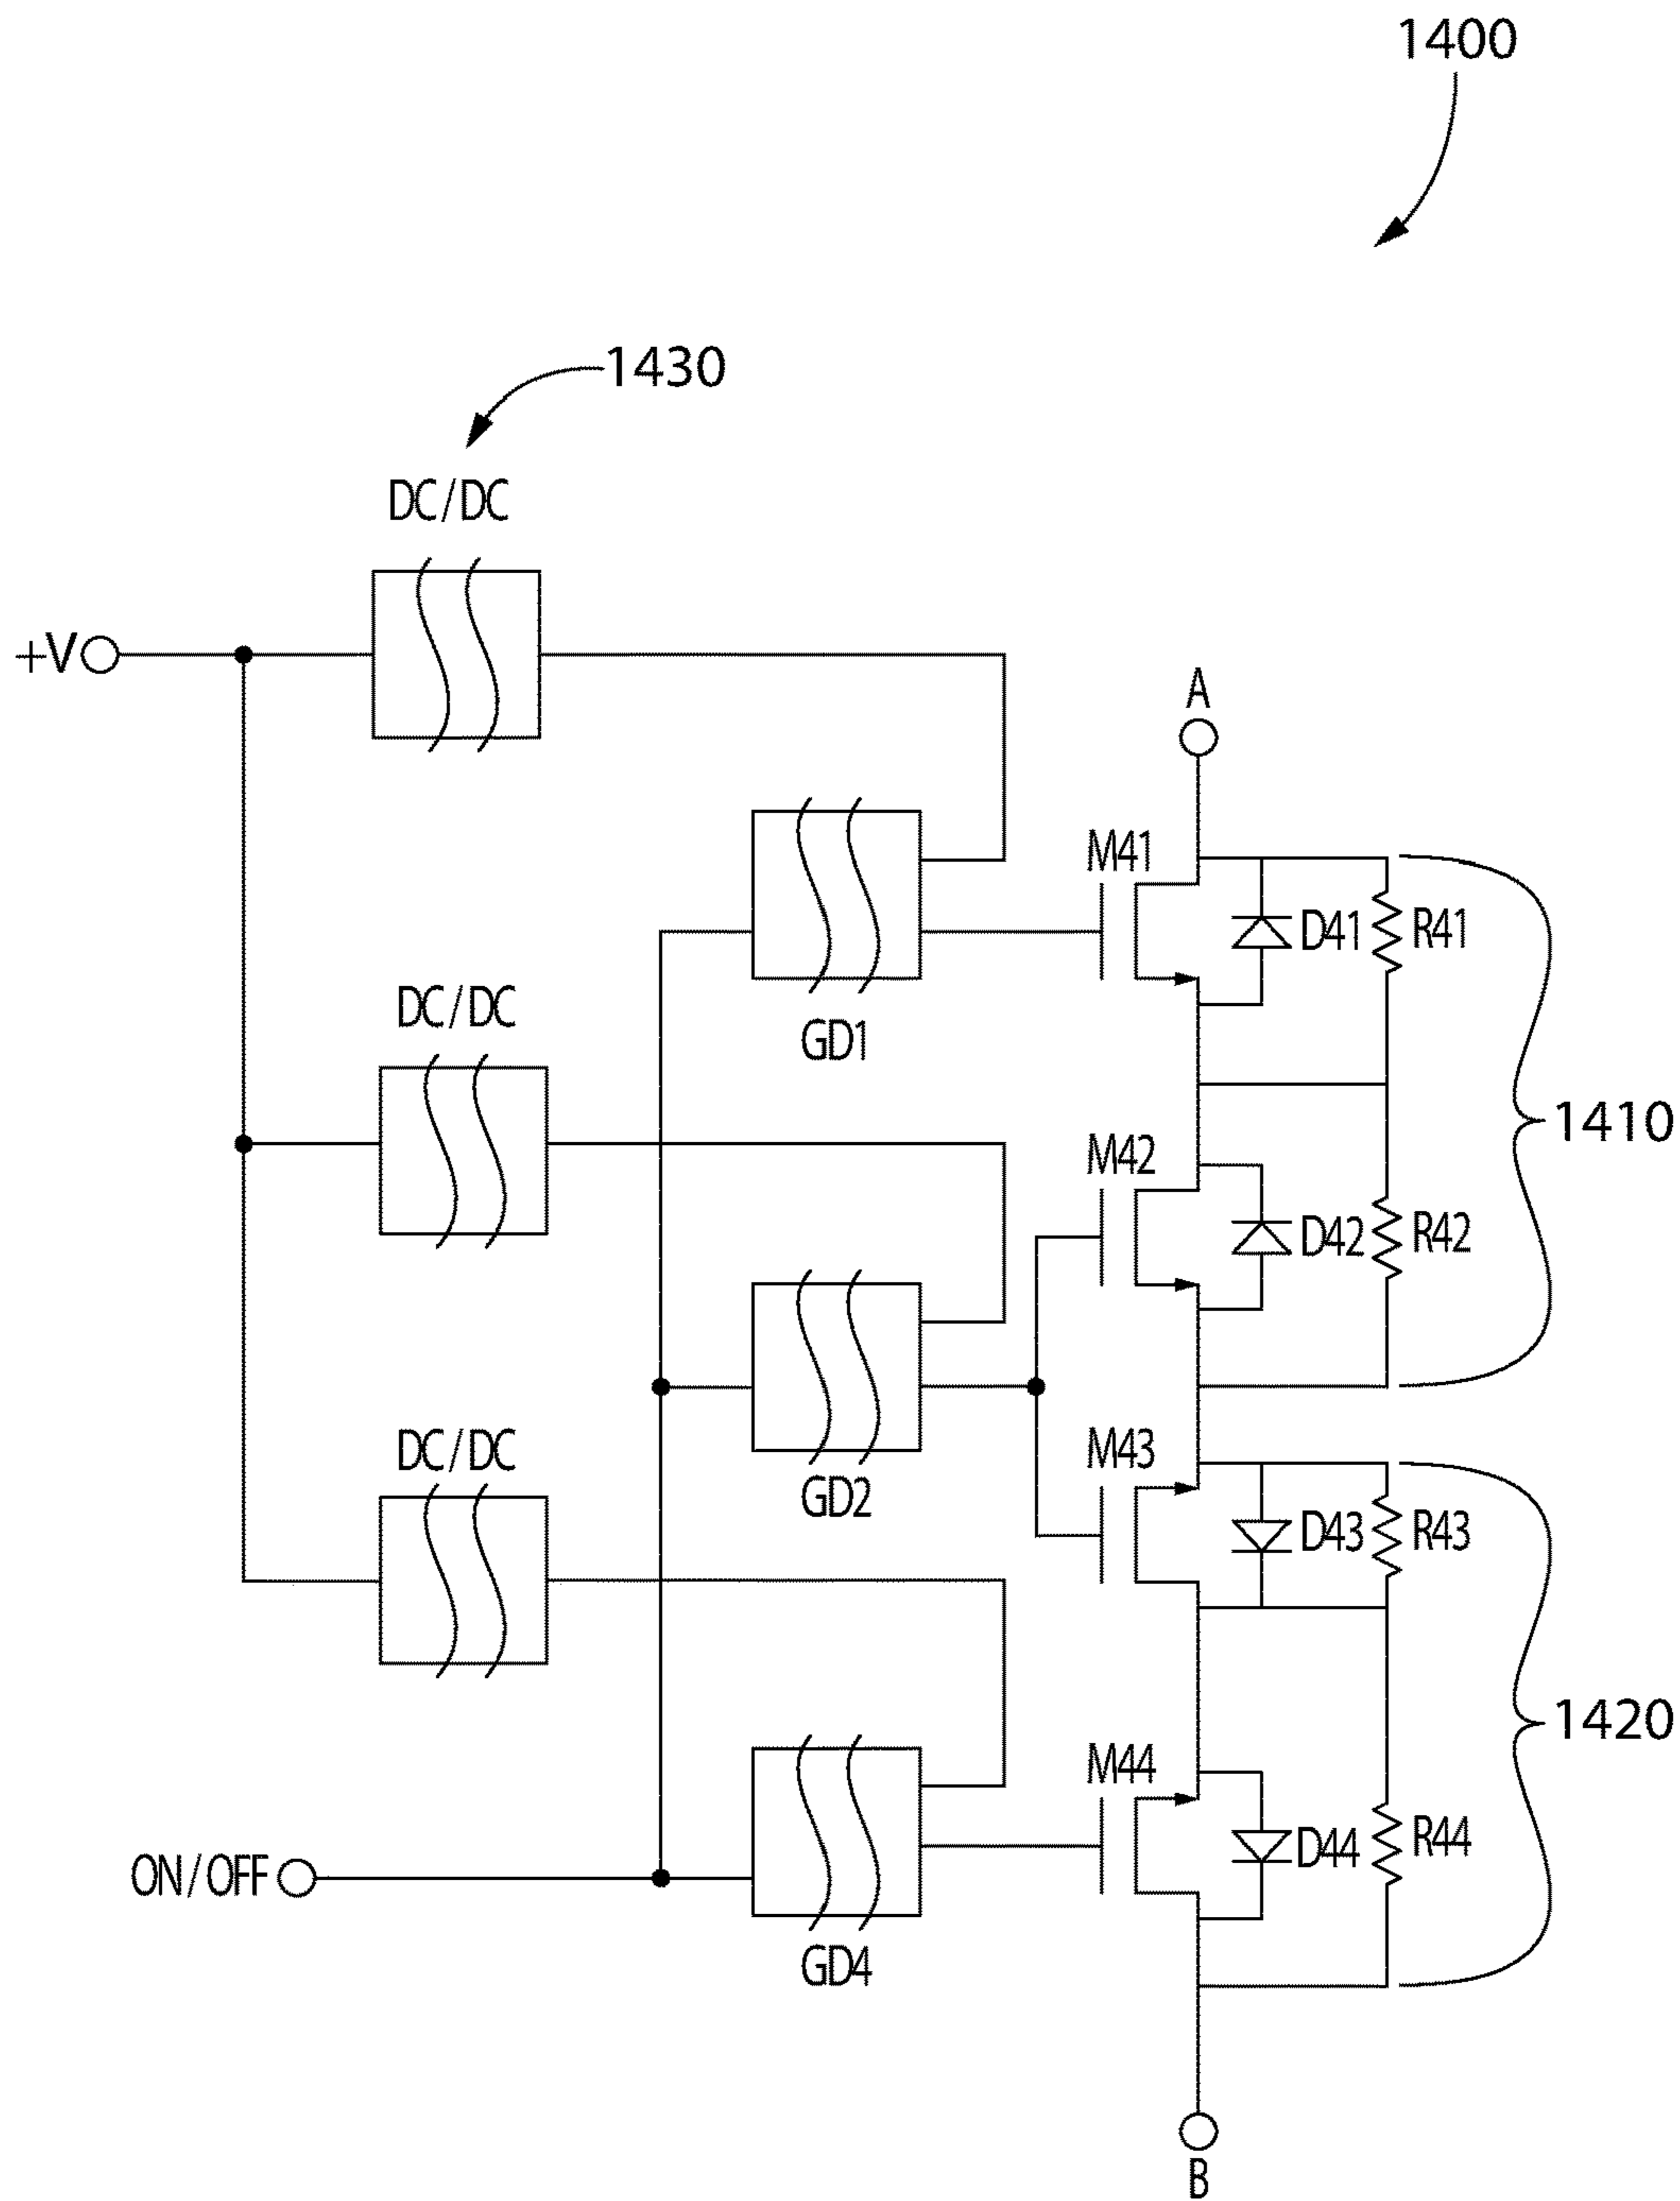 1400
1430
DC/DC
+V
A
M41
D41
R41
DC/DC
GD1
1410
M42
D42
R42
DC/DC
M43
GD2
D43
R43
1420
M44
D44
R44
ON/OFF
GD4
B